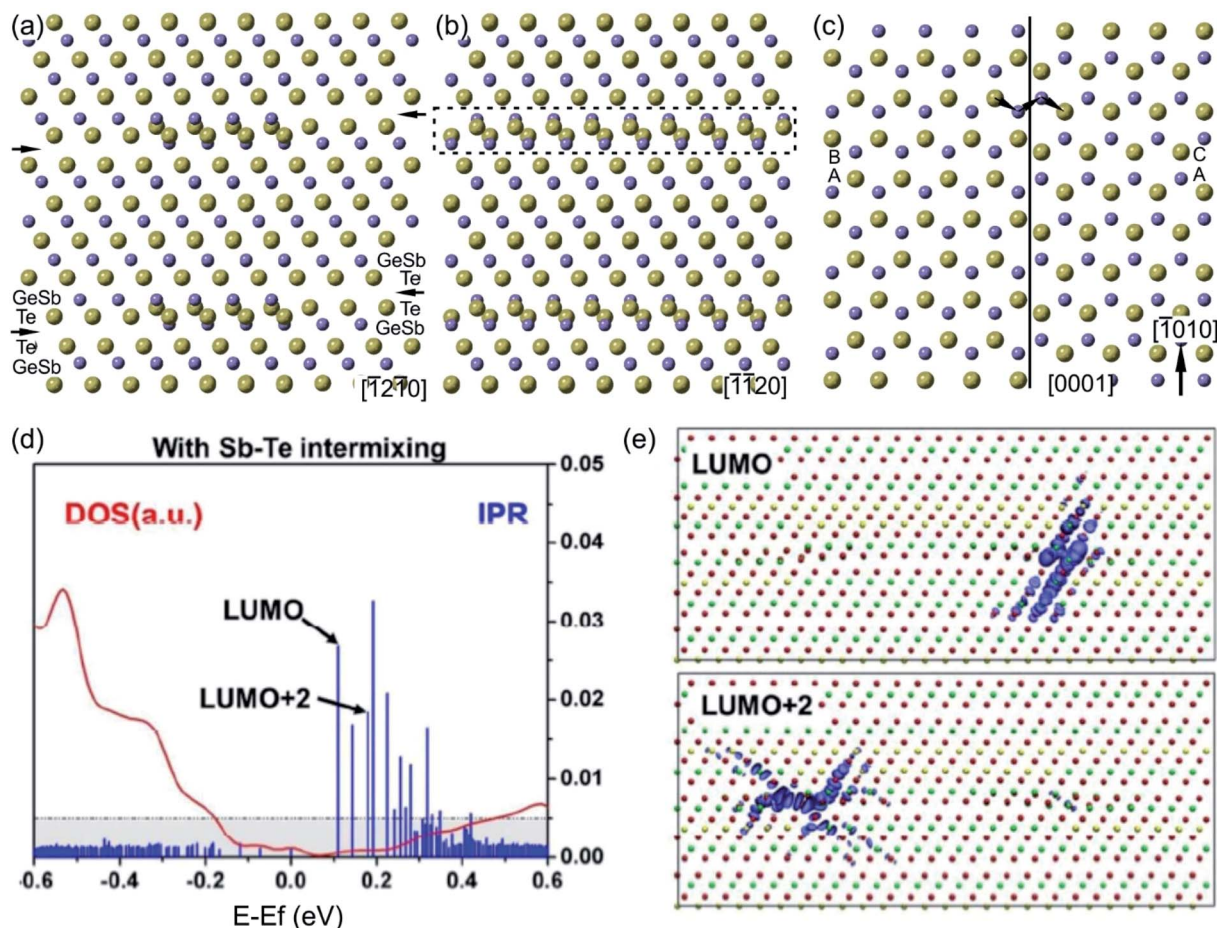 (a)
GeSb
Te
Te
GeSb
GeSb
Te
Te
GeSb
[1̅21̅0]
(b)
[1̅1̅20]
(c)
B
A
C
A
[1̅010]
[0001]
(d)
With Sb-Te intermixing
DOS(a.u.)
IPR
LUMO
LUMO+2
0.05
0.04
0.03
0.02
0.01
0.00
-0.6 -0.4 -0.2 0.0 0.2 0.4 0.6
E-Ef (eV)
(e)
LUMO
LUMO+2